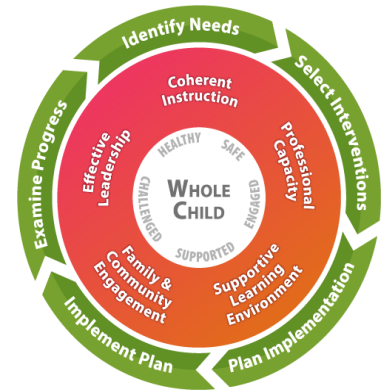 Identify Needs
Select Interventions
Plan Implementation
Implement Plan
Examine Progress
Coherent
Instruction
Professional
Capacity
Supportive
Learning
Environment
Family &
Community
Engagement
Effective
Leadership
HEALTHY
SAFE
ENGAGED
SUPPORTED
CHALLENGED
WHOLE
CHILD